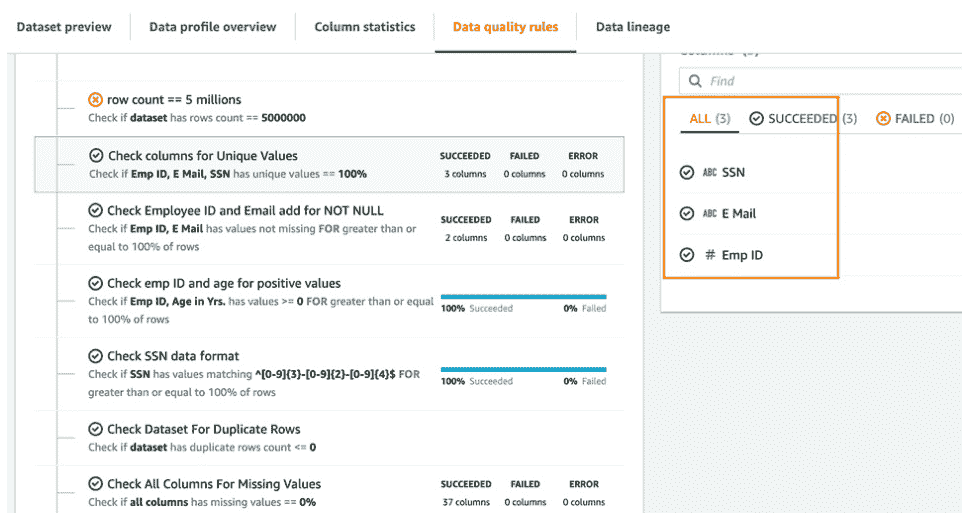 Dataset preview
Data profile overview
Column statistics
Data quality rules
Data lineage
row count == 5 millions
Check if dataset has rows count == 5000000
Check columns for Unique Values
Check if Emp ID, E Mail, SSN has unique values == 100%
SUCCEEDED FAILED ERROR
3 columns 0 columns 0 columns
Check Employee ID and Email add for NOT NULL
Check if Emp ID, E Mail has values not missing FOR greater than or
equal to 100% of rows
SUCCEEDED FAILED ERROR
2 columns 0 columns 0 columns
Check emp ID and age for positive values
Check if Emp ID, Age in Yrs. has values >= 0 FOR greater than or equal
to 100% of rows
100% Succeeded 0% Failed
Check SSN data format
Check if SSN has values matching ^[0-9]{3}-[0-9]{2}-[0-9]{4}$ FOR
greater than or equal to 100% of rows
100% Succeeded 0% Failed
Check Dataset For Duplicate Rows
Check if dataset has duplicate rows count <= 0
Check All Columns For Missing Values
Check if all columns has missing values == 0%
SUCCEEDED FAILED ERROR
37 columns 0 columns 0 columns
Find
ALL (3) SUCCEEDED (3) FAILED (0)
ABC SSN
ABC E Mail
# Emp ID